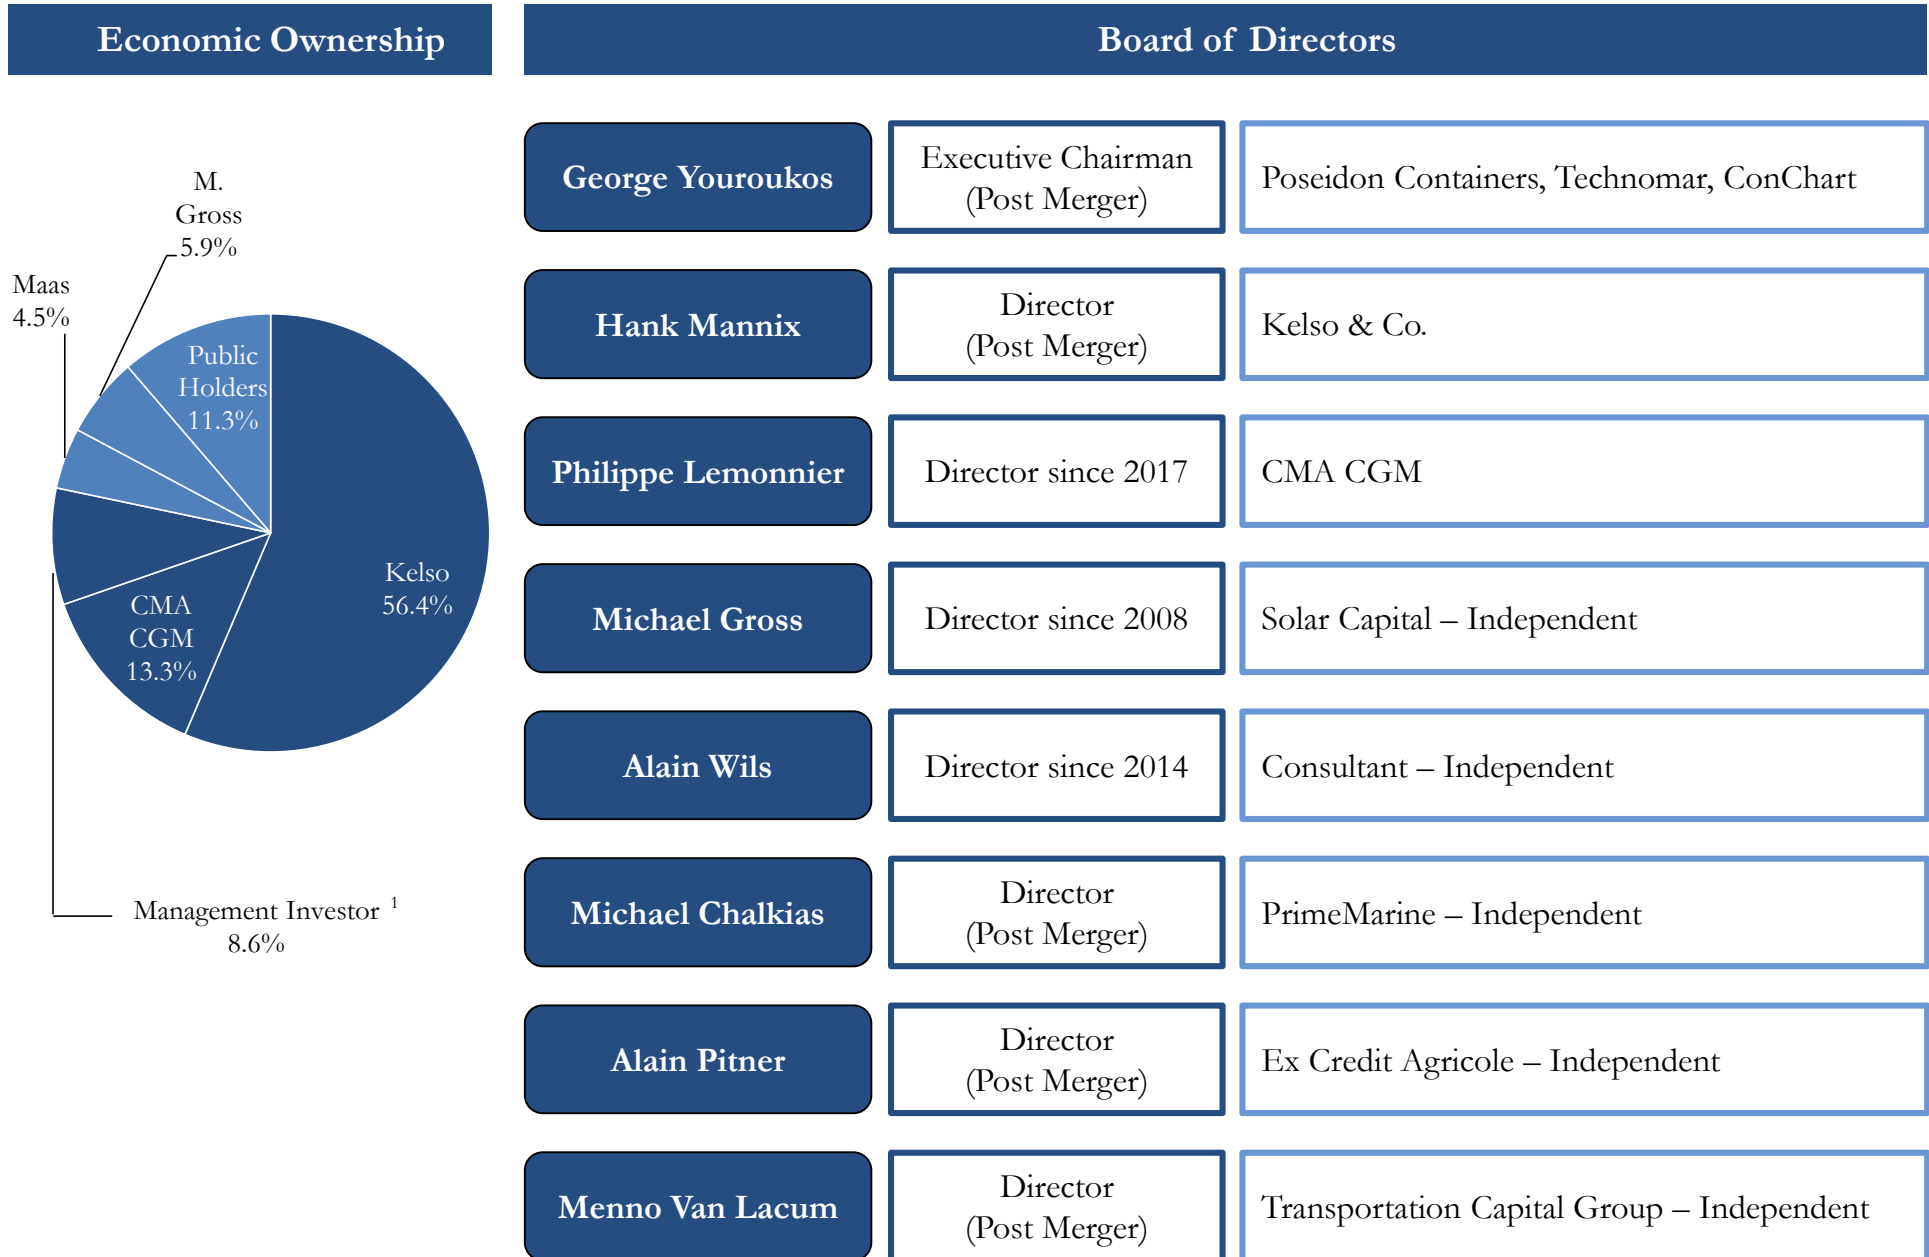 Economic Ownership
Board of Directors
M.
Gross
5.9%
Maas
4.5%
Public
Holders
11.3%
Kelso
56.4%
CMA
CGM
13.3%
Management Investor 1
8.6%
George Youroukos
Executive Chairman
(Post Merger)
Poseidon Containers, Technomar, ConChart
Hank Mannix
Director
(Post Merger)
Kelso & Co.
Philippe Lemonnier
Director since 2017
CMA CGM
Michael Gross
Director since 2008
Solar Capital – Independent
Alain Wils
Director since 2014
Consultant – Independent
Michael Chalkias
Director
(Post Merger)
PrimeMarine – Independent
Alain Pitner
Director
(Post Merger)
Ex Credit Agricole – Independent
Menno Van Lacum
Director
(Post Merger)
Transportation Capital Group – Independent